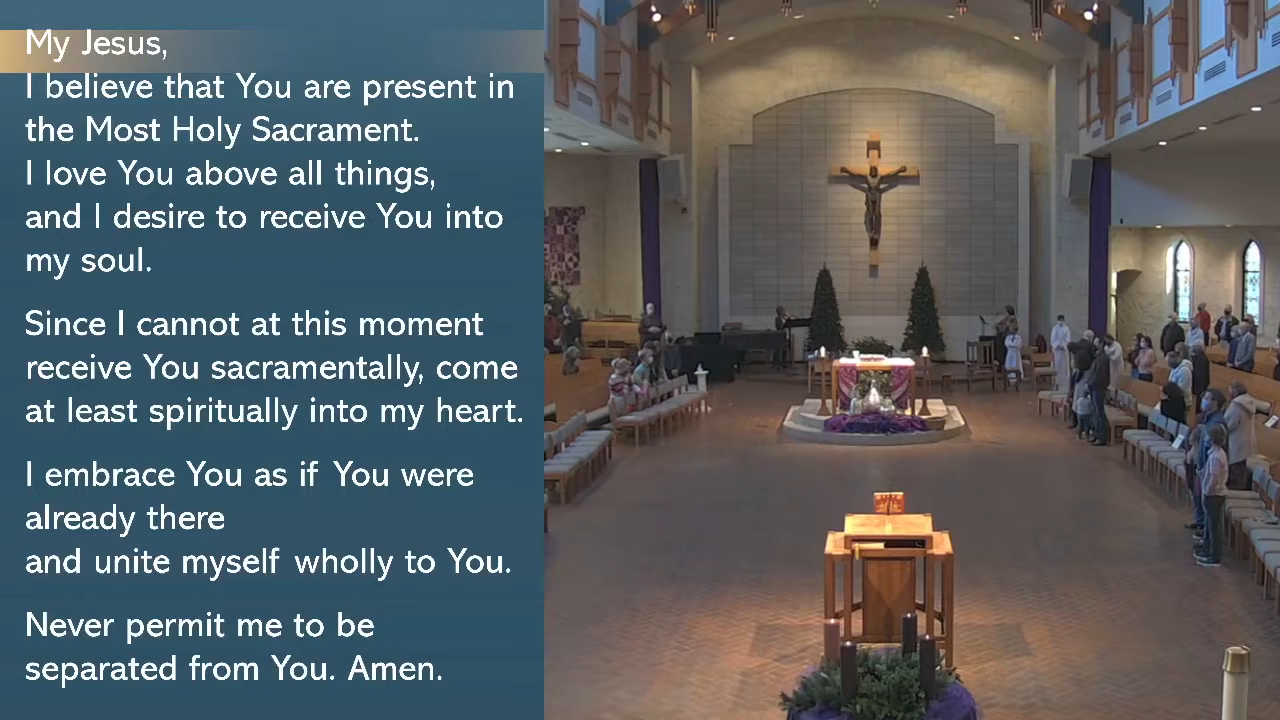 My Jesus,
I believe that You are present in
the Most Holy Sacrament.
I love You above all things,
and I desire to receive You into
my soul.
Since I cannot at this moment
receive You sacramentally, come
at least spiritually into my heart.
I embrace You as if You were
already there
and unite myself wholly to You.
Never permit me to be
separated from You. Amen.